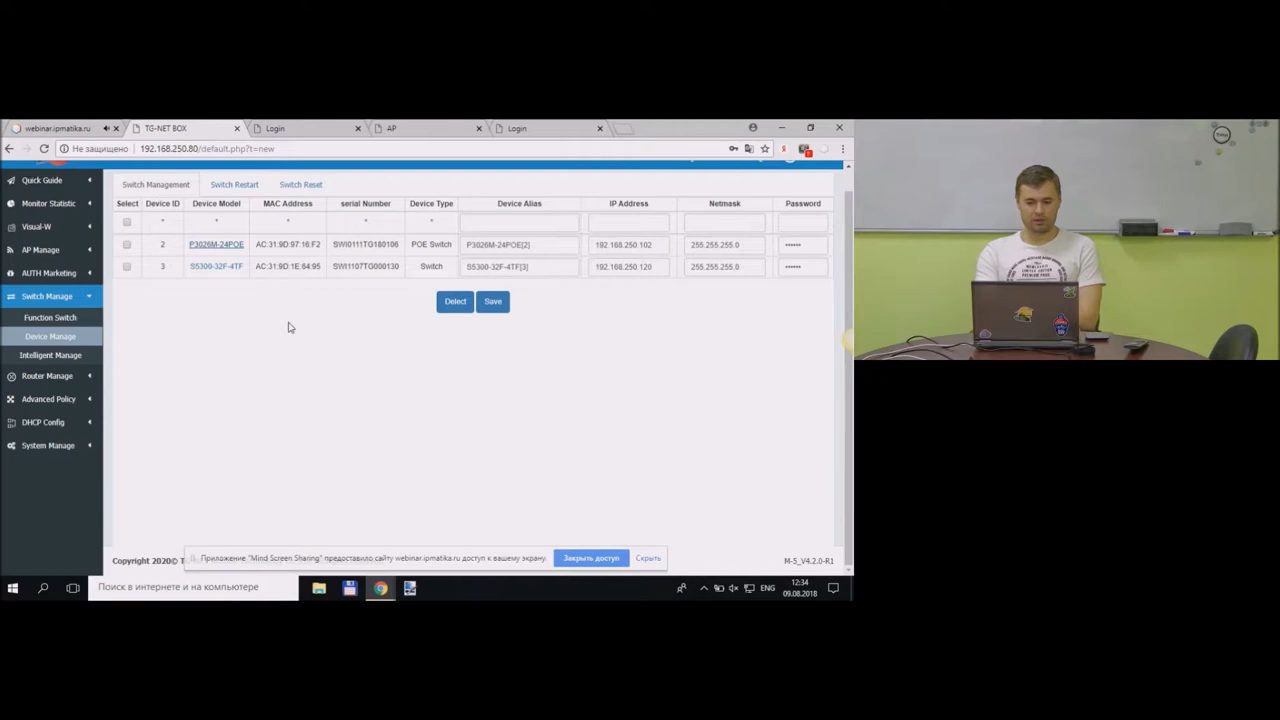 webinar.ipmatika.ru
TG-NET BOX
Login
AP
Login
Не защищено
192.168.250.80/default.php?t=new
Quick Guide
Monitor Statistic
Visual-W
AP Manage
AUTH Marketing
Switch Manage
Function Switch
Device Manage
Intelligent Manage
Router Manage
Advanced Policy
DHCP Config
System Manage
Switch Management Switch Restart Switch Reset
Select Device ID Device Model MAC Address serial Number Device Type Device Alias IP Address Netmask Password
* * * * *
2 P3026M-24POE AC:31:9D:97:16:F2 SWI0111TG180106 POE Switch P3026M-24POE[2] 192.168.250.102 255.255.255.0 ••••••
3 S5300-32F-4TF AC:31:9D:1E:64:95 SWI1107TG000130 Switch S5300-32F-4TF[3] 192.168.250.120 255.255.255.0 ••••••
Delect Save
Copyright 2020© T
Приложение "Mind Screen Sharing" предоставило сайту webinar.ipmatika.ru доступ к вашему экрану.
Закрыть доступ
Скрыть
M-5_V4.2.0-R1
Поиск в интернете и на компьютере
ENG
12:34
09.08.2018